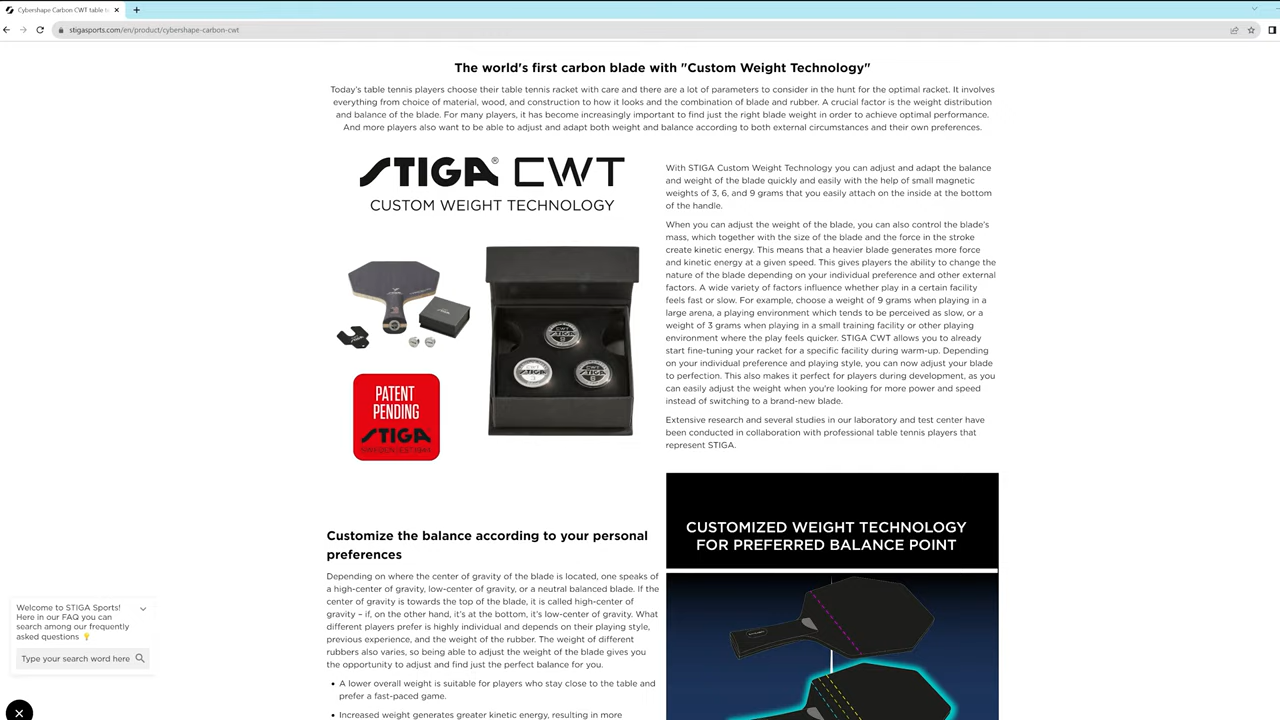 Cybershape Carbon CWT table t
stigasports.com/en/product/cybershape-carbon-cwt
The world's first carbon blade with "Custom Weight Technology"
Today's table tennis players choose their table tennis racket with care and there are a lot of parameters to consider in the hunt for the optimal racket. It involves
everything from choice of material, wood, and construction to how it looks and the combination of blade and rubber. A crucial factor is the weight distribution
and balance of the blade. For many players, it has become increasingly important to find just the right blade weight in order to achieve optimal performance.
And more players also want to be able to adjust and adapt both weight and balance according to both external circumstances and their own preferences.
STIGA® CWT
CUSTOM WEIGHT TECHNOLOGY
CWT
STIGA
STIGA
CWT
STIGA
PATENT
PENDING
STIGA
With STIGA Custom Weight Technology you can adjust and adapt the balance
and weight of the blade quickly and easily with the help of small magnetic
weights of 3, 6, and 9 grams that you easily attach on the inside at the bottom
of the handle.
When you can adjust the weight of the blade, you can also control the blade's
mass, which together with the size of the blade and the force in the stroke
create kinetic energy. This means that a heavier blade generates more force
and kinetic energy at a given speed. This gives players the ability to change the
nature of the blade depending on your individual preference and other external
factors. A wide variety of factors influence whether play in a certain facility
feels fast or slow. For example, choose a weight of 9 grams when playing in a
large arena, a playing environment which tends to be perceived as slow, or a
weight of 3 grams when playing in a small training facility or other playing
environment where the play feels quicker. STIGA CWT allows you to already
start fine-tuning your racket for a specific facility during warm-up. Depending
on your individual preference and playing style, you can now adjust your blade
to perfection. This also makes it perfect for players during development, as you
can easily adjust the weight when you're looking for more power and speed
instead of switching to a brand-new blade.
Extensive research and several studies in our laboratory and test center have
been conducted in collaboration with professional table tennis players that
represent STIGA.
CUSTOMIZED WEIGHT TECHNOLOGY
FOR PREFERRED BALANCE POINT
Customize the balance according to your personal
preferences
Depending on where the center of gravity of the blade is located, one speaks of
a high-center of gravity, low-center of gravity, or a neutral balanced blade. If the
center of gravity is towards the top of the blade, it is called high-center of
gravity – if, on the other hand, it's at the bottom, it's low-center of gravity. What
different players prefer is highly individual and depends on their playing style,
previous experience, and the weight of the rubber. The weight of different
rubbers also varies, so being able to adjust the weight of the blade gives you
the opportunity to adjust and find just the perfect balance for you.
• A lower overall weight is suitable for players who stay close to the table and
prefer a fast-paced game.
• Increased weight generates greater kinetic energy, resulting in more
Welcome to STIGA Sports!
Here in our FAQ you can
search among our frequently
asked questions 💡
Type your search word here